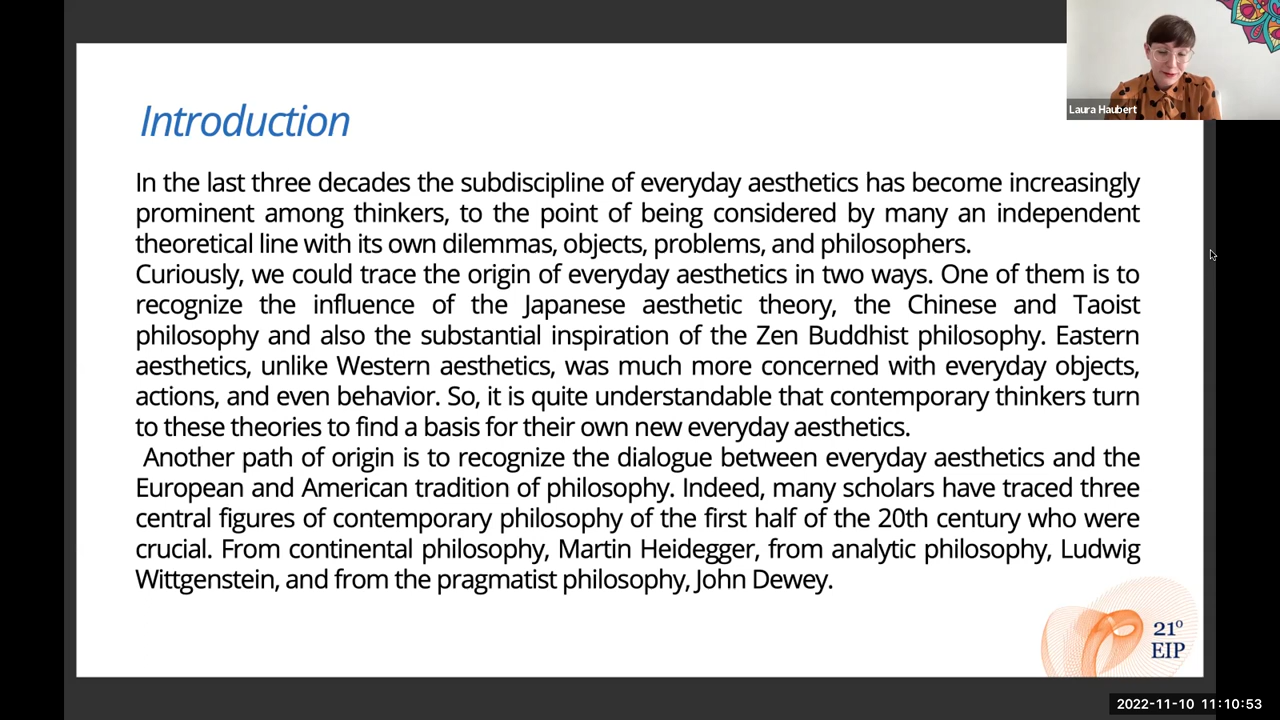 Laura Haubert
Introduction
In the last three decades the subdiscipline of everyday aesthetics has become increasingly
prominent among thinkers, to the point of being considered by many an independent
theoretical line with its own dilemmas, objects, problems, and philosophers.
Curiously, we could trace the origin of everyday aesthetics in two ways. One of them is to
recognize the influence of the Japanese aesthetic theory, the Chinese and Taoist
philosophy and also the substantial inspiration of the Zen Buddhist philosophy. Eastern
aesthetics, unlike Western aesthetics, was much more concerned with everyday objects,
actions, and even behavior. So, it is quite understandable that contemporary thinkers turn
to these theories to find a basis for their own new everyday aesthetics.
Another path of origin is to recognize the dialogue between everyday aesthetics and the
European and American tradition of philosophy. Indeed, many scholars have traced three
central figures of contemporary philosophy of the first half of the 20th century who were
crucial. From continental philosophy, Martin Heidegger, from analytic philosophy, Ludwig
Wittgenstein, and from the pragmatist philosophy, John Dewey.
21º
EIP
2022-11-10 11:10:53